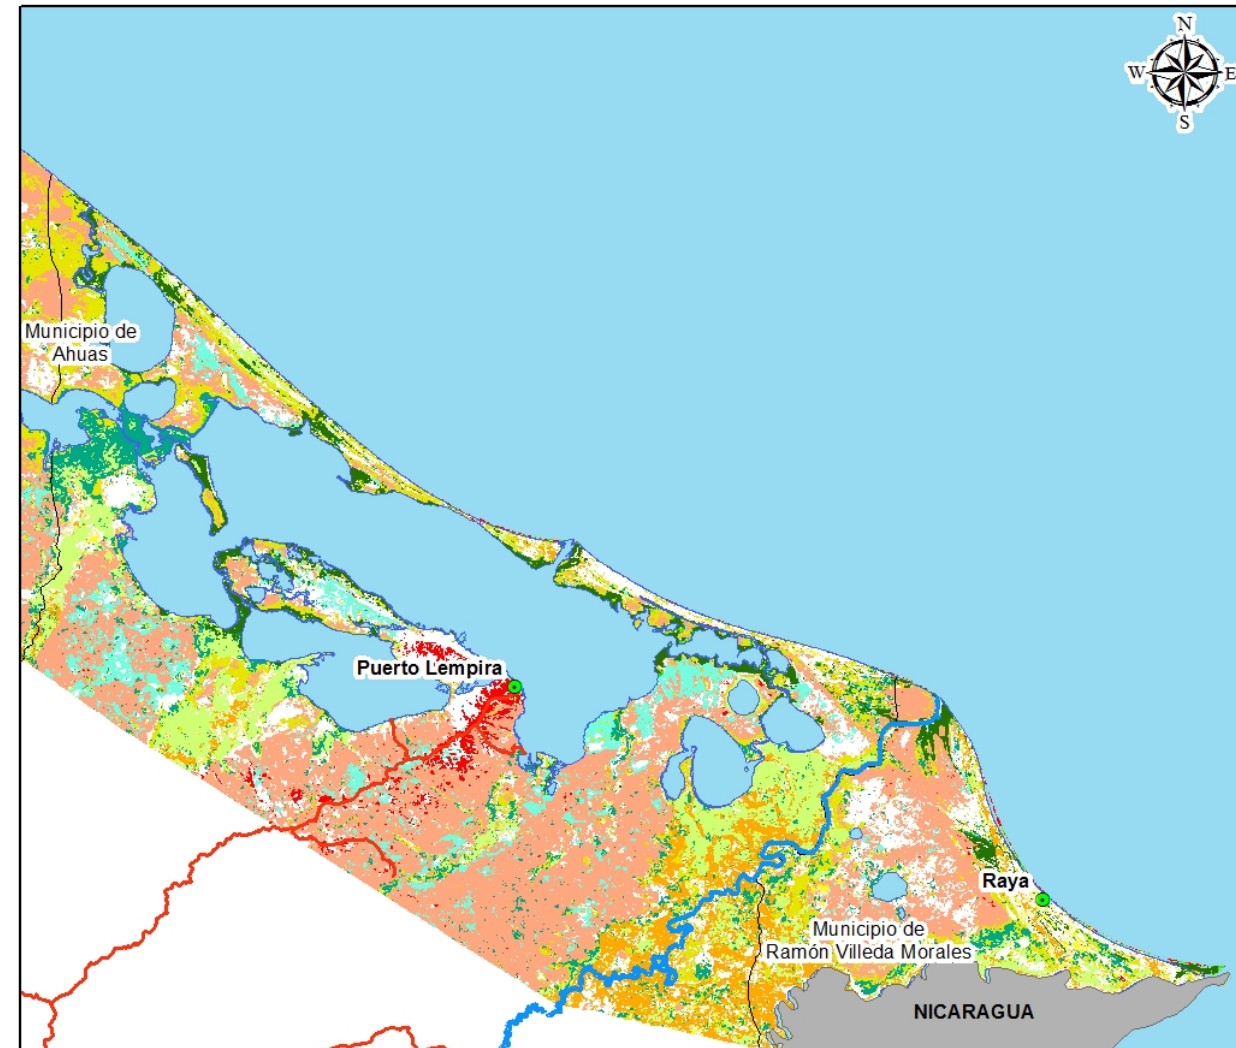 N
W E
S
Municipio de
Ahuas
Puerto Lempira
Raya
Municipio de
Ramón Villeda Morales
NICARAGUA